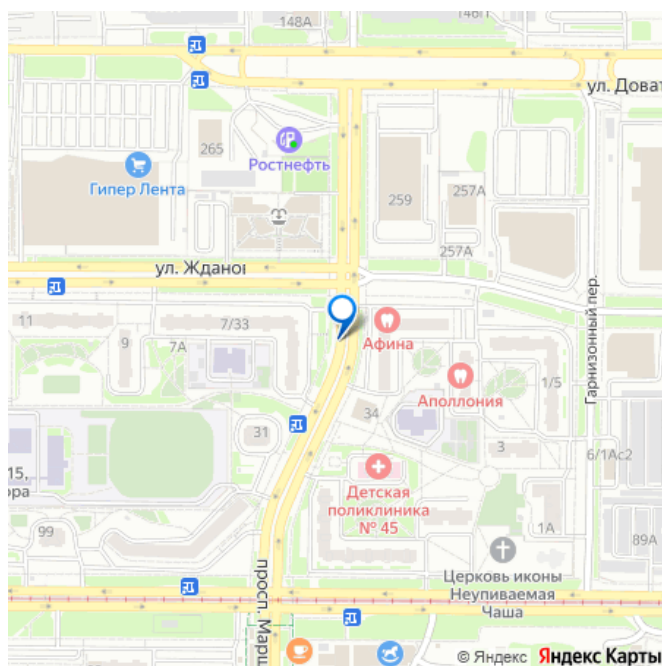 148А
ул. Доват
265
Ростнефть
Гипер Лента
259
257А
257А
ул. Жданов
Гарнизонный пер.
11
7/33
9
7А
Афина
Аполлония
1/5
34
31
3
15,
ора
6/1Ас2
Детская
поликлиника
№ 45
99
1А
89А
просп. Марш
Церковь иконы
Неупиваемая
Чаша
© Яндекс Яндекс Карты